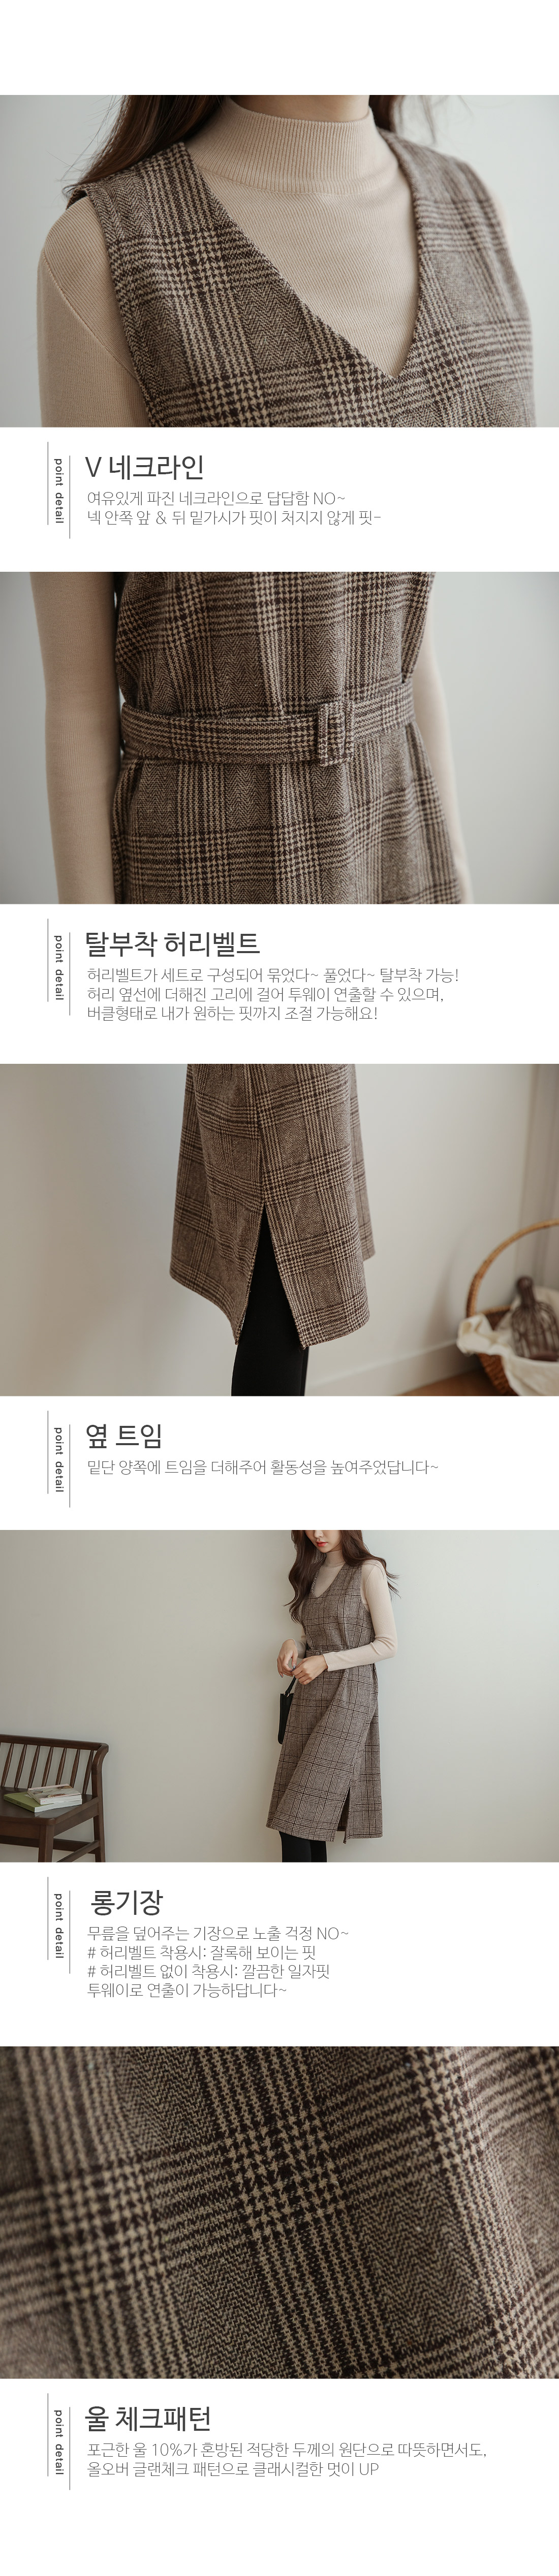 point detail
V 네크라인
여유있게 파진 네크라인으로 답답함 NO~
넥 안쪽 앞 & 뒤 밑가시가 핏이 처지지 않게 핏-
point detail
탈부착 허리벨트
허리벨트가 세트로 구성되어 묶었다~ 풀었다~ 탈부착 가능!
허리 옆선에 더해진 고리에 걸어 투웨이 연출할 수 있으며,
버클형태로 내가 원하는 핏까지 조절 가능해요!
point detail
옆 트임
밑단 양쪽에 트임을 더해주어 활동성을 높여주었답니다~
point detail
롱기장
무릎을 덮어주는 기장으로 노출 걱정 NO~
# 허리벨트 착용시: 잘록해 보이는 핏
# 허리벨트 없이 착용시: 깔끔한 일자핏
투웨이로 연출이 가능하답니다~
point detail
울 체크패턴
포근한 울 10%가 혼방된 적당한 두께의 원단으로 따뜻하면서도,
올오버 글랜체크 패턴으로 클래시컬한 멋이 UP